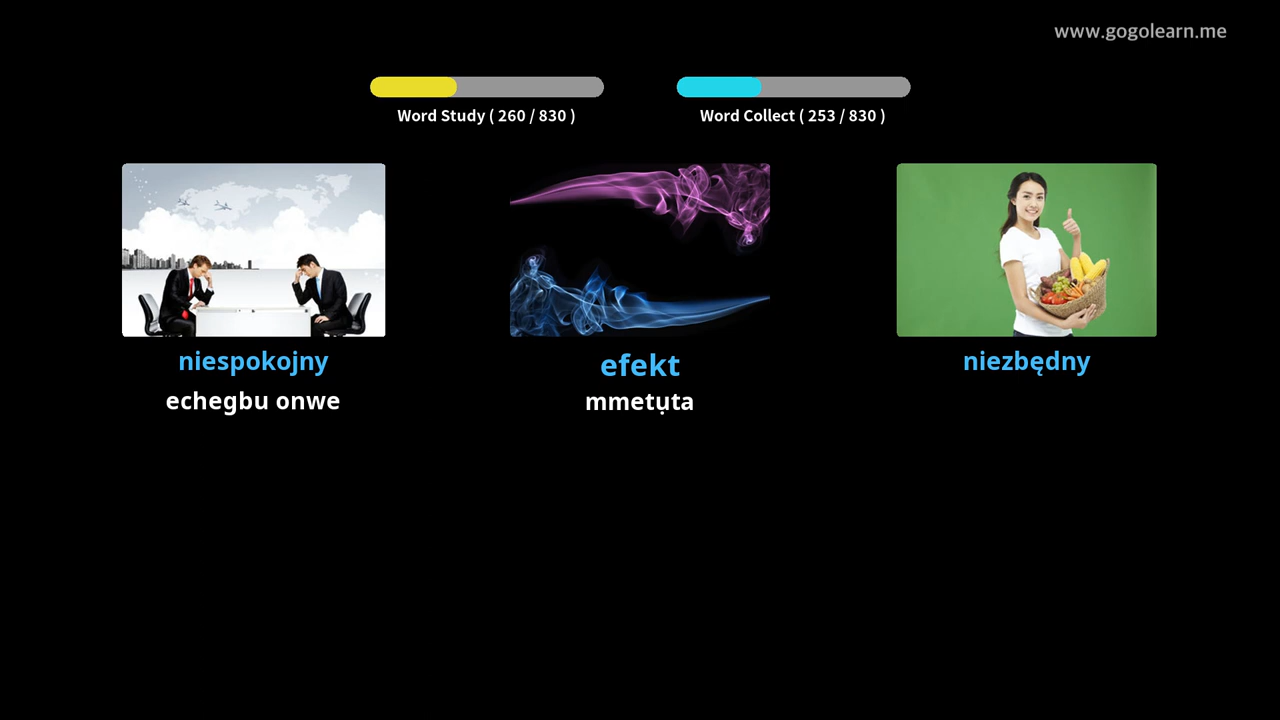 www.gogolearn.me
Word Study ( 260 / 830 )
Word Collect ( 253 / 830 )
niespokojny
efekt
niezbędny
echegbu onwe
mmetụta